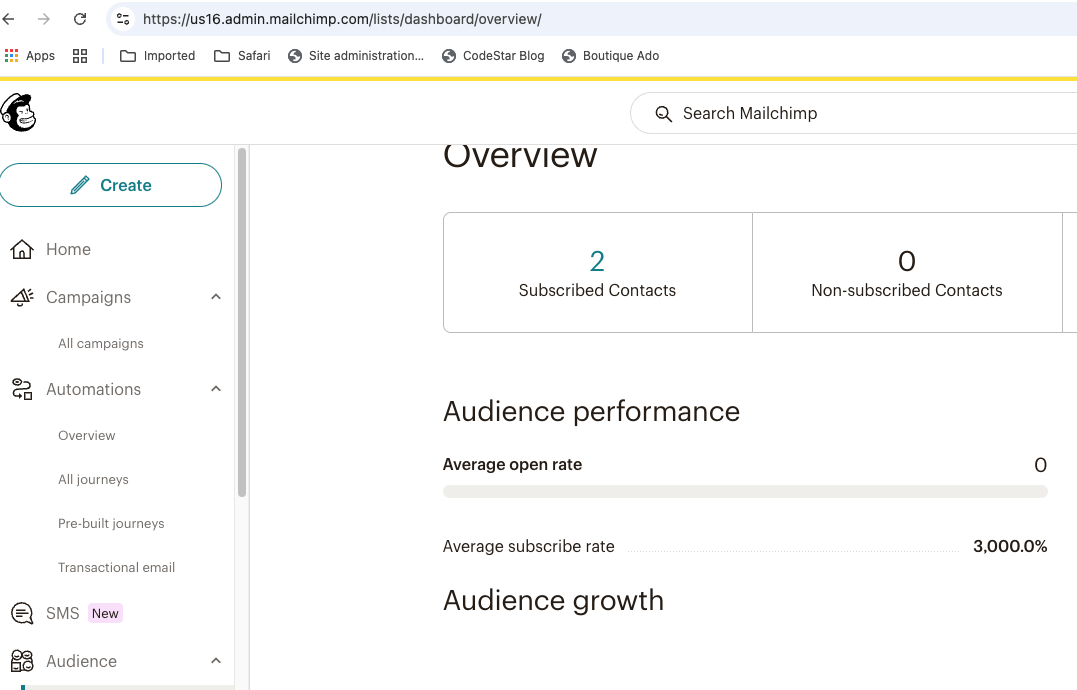 https://us16.admin.mailchimp.com/lists/dashboard/overview/
Apps Imported Safari Site administration... CodeStar Blog Boutique Ado
Search Mailchimp
Create
Home
Campaigns
All campaigns
Automations
Overview
All journeys
Pre-built journeys
Transactional email
SMS New
Audience
Overview
2
Subscribed Contacts
0
Non-subscribed Contacts
Audience performance
Average open rate 0
Average subscribe rate 3,000.0%
Audience growth